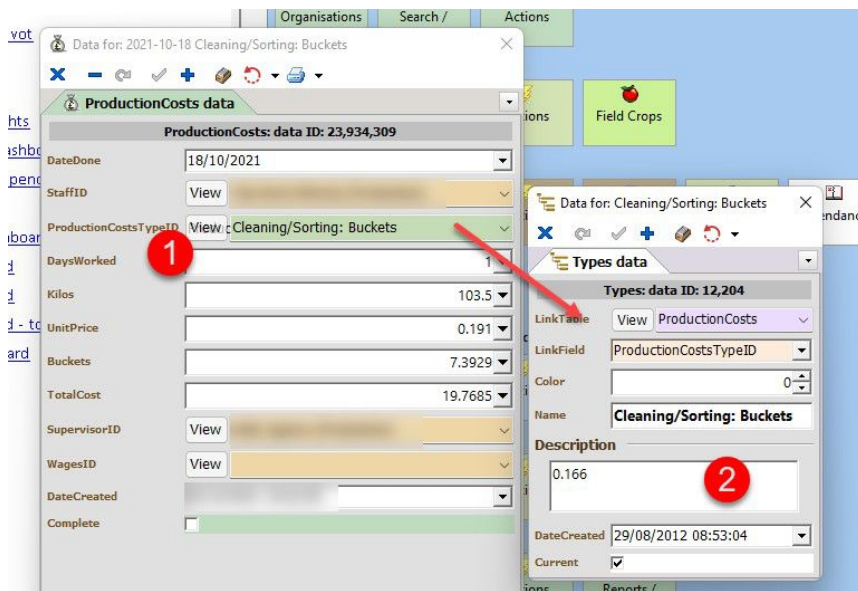 Organisations
Search /
Actions
vot
Data for: 2021-10-18 Cleaning/Sorting: Buckets
ProductionCosts data
ProductionCosts: data ID: 23,934,309
hts
Field Crops
DateDone 18/10/2021
StaffID View
ProductionCostsTypeID View Cleaning/Sorting: Buckets
1
DaysWorked 1
Kilos 103.5
UnitPrice 0.191
Buckets 7.3929
TotalCost 19.7685
SupervisorID View
WagesID View
DateCreated
Complete
Data for: Cleaning/Sorting: Buckets
Types data
Types: data ID: 12,204
LinkTable View ProductionCosts
LinkField ProductionCostsTypeID
Color 0
Name Cleaning/Sorting: Buckets
Description
0.166
2
DateCreated 29/08/2012 08:53:04
Current
Reports /